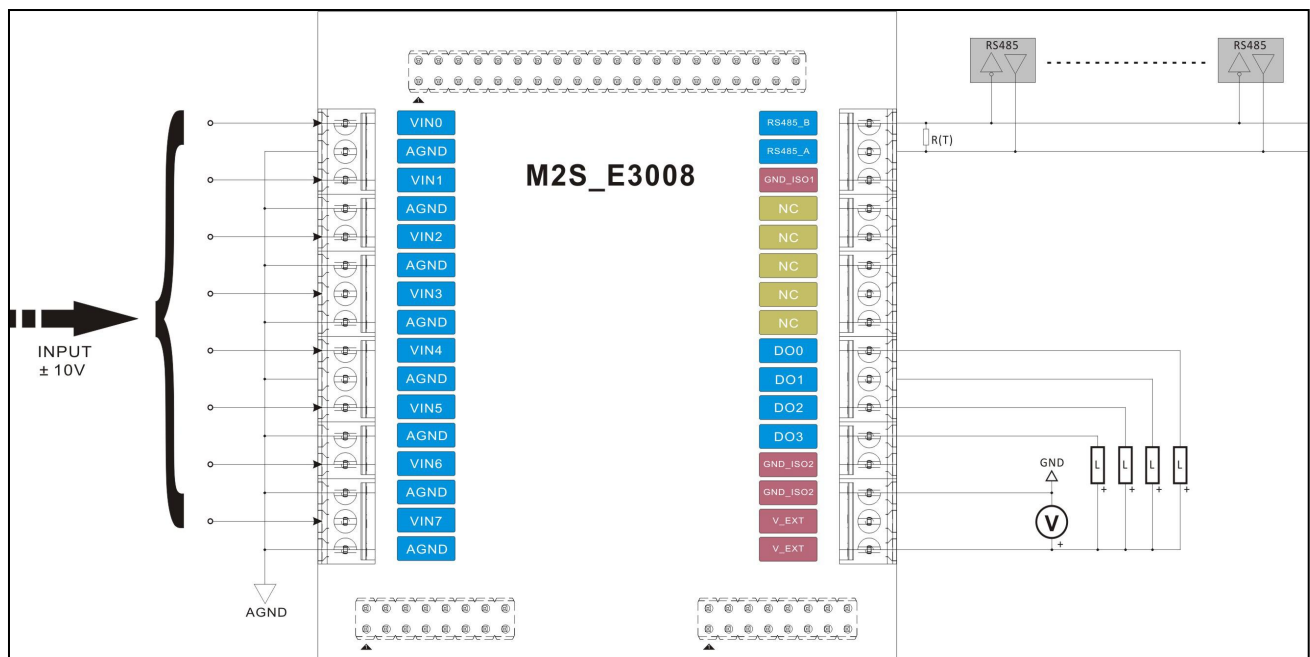 RS485 RS485
VIN0 RS485_B
AGND RS485_A R(T)
M2S_E3008
VIN1 GND_ISO1
AGND NC
VIN2 NC
AGND NC
VIN3 NC
AGND NC
INPUT
± 10V
VIN4 DO0
AGND DO1
VIN5 DO2
AGND DO3
VIN6 GND_ISO2
GND L L L L
+ + + +
AGND GND_ISO2
VIN7 V_EXT
V
+
AGND V_EXT
AGND